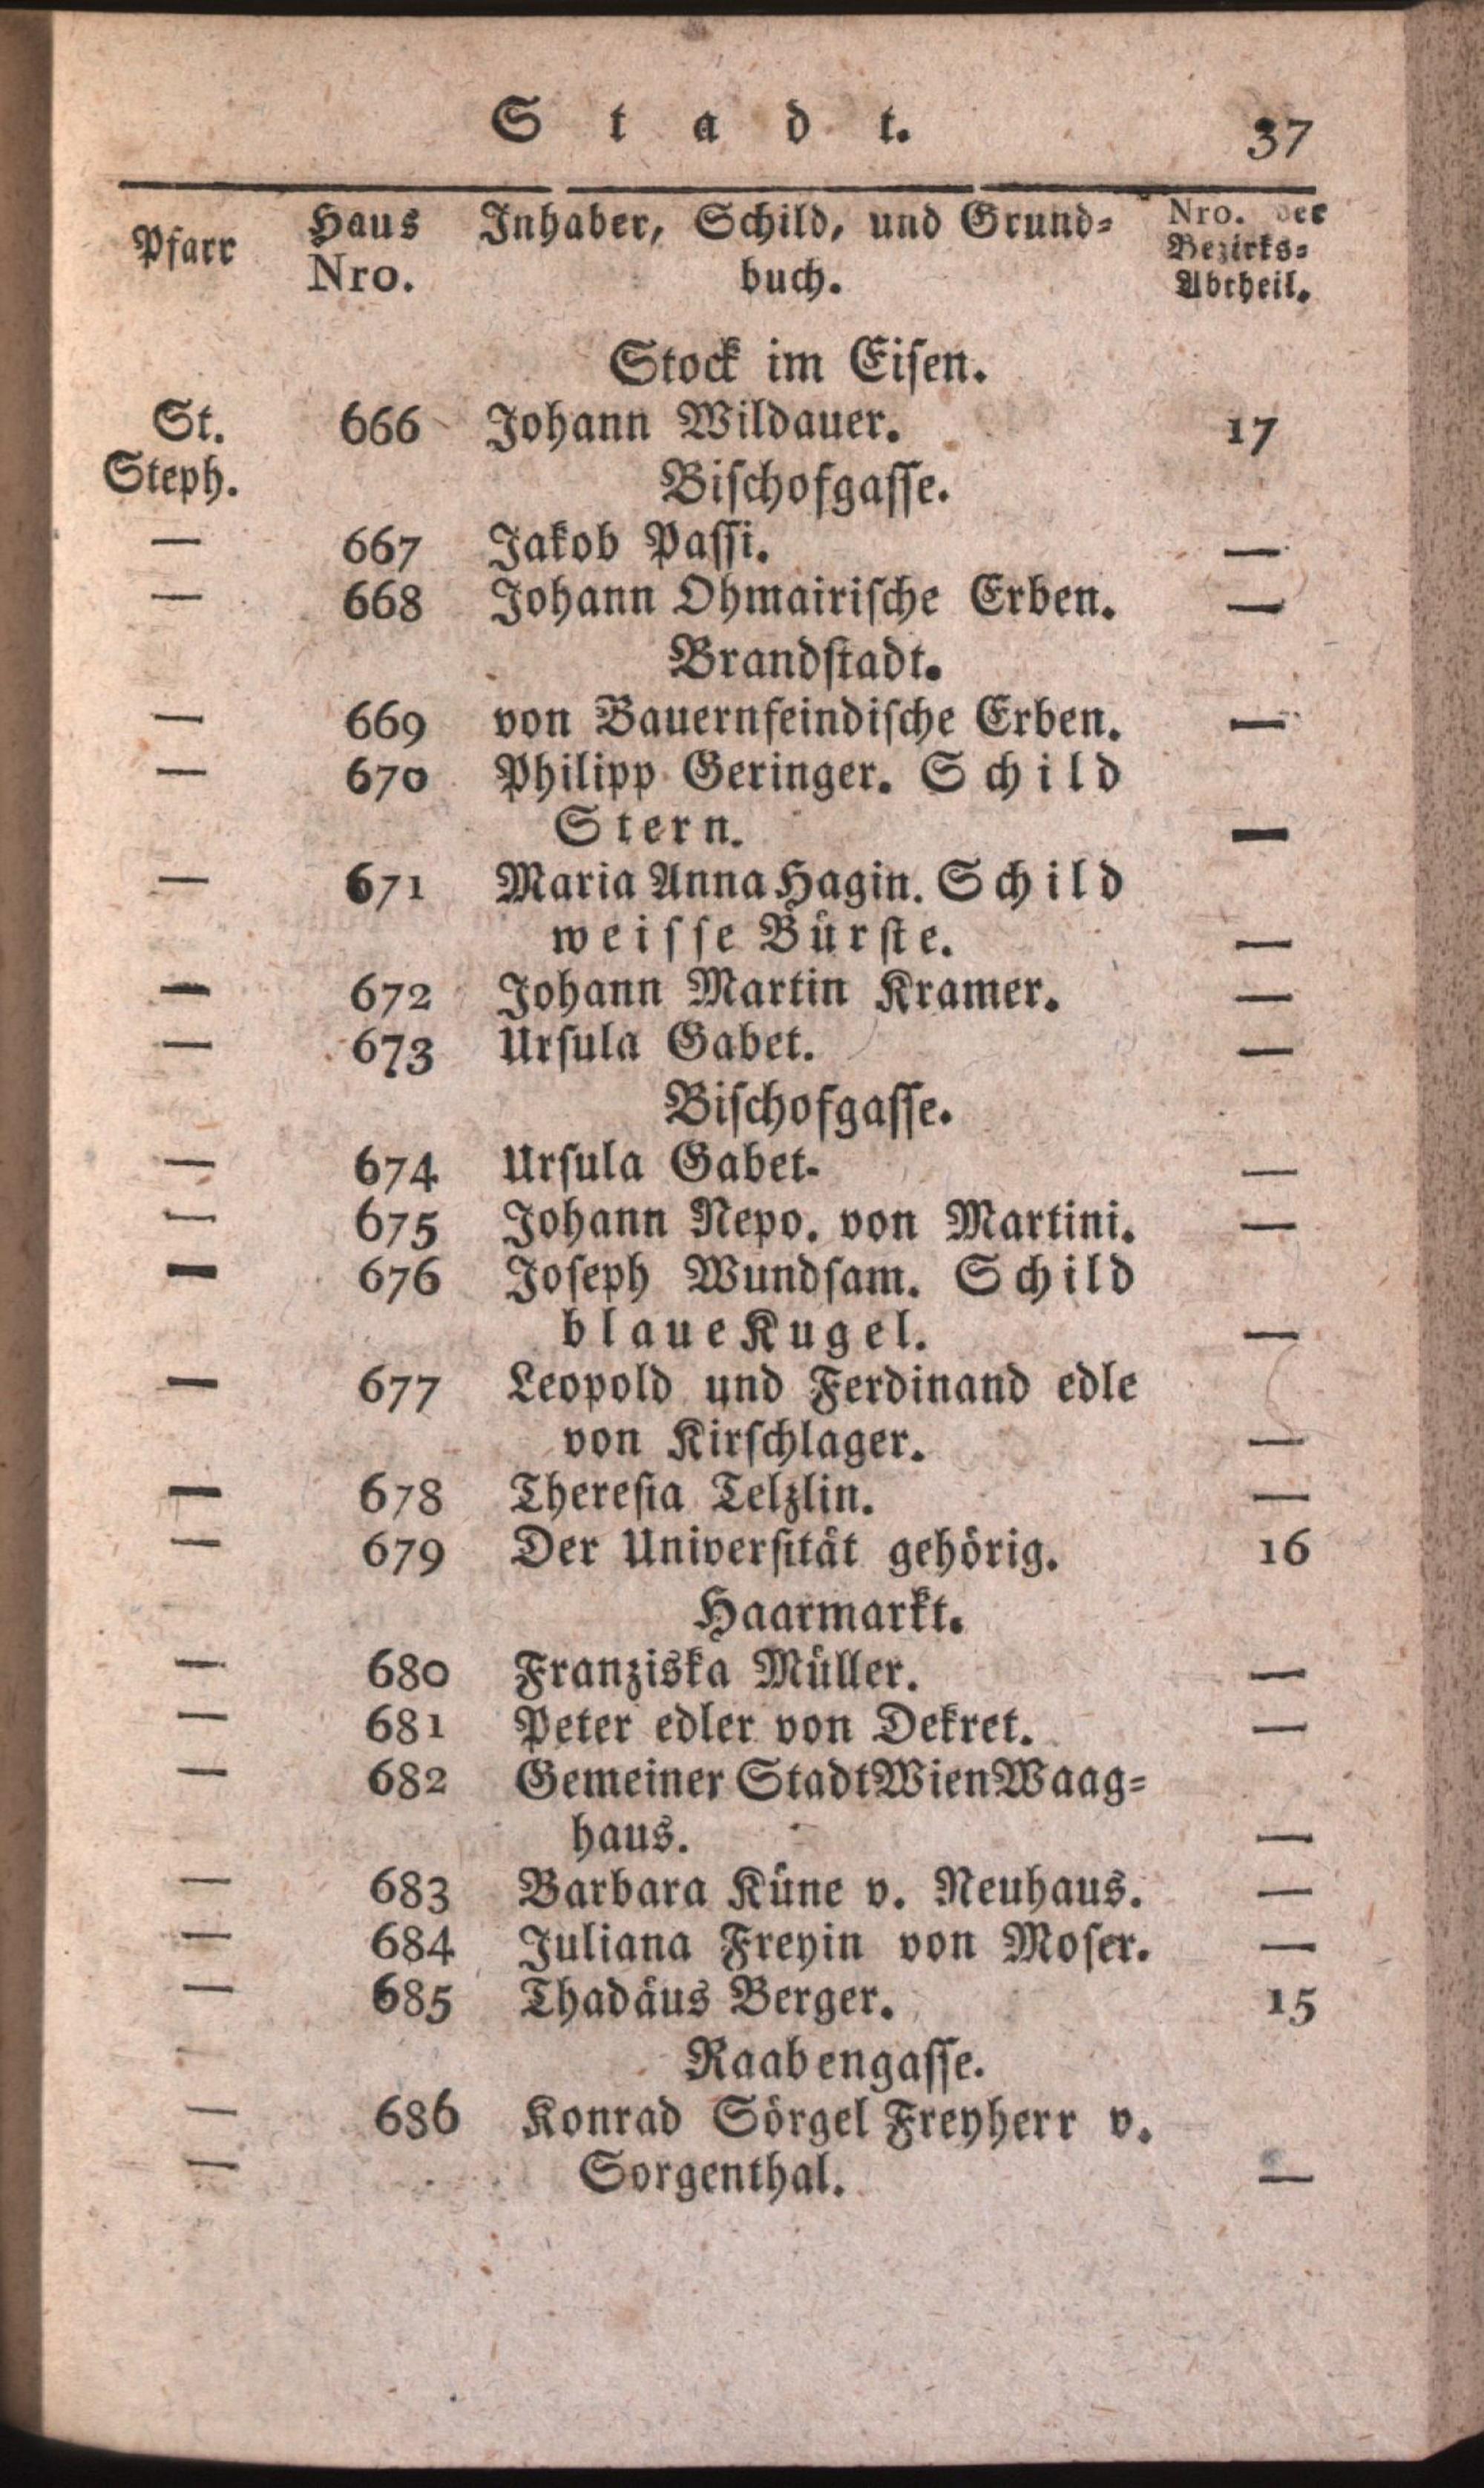 Stadt. 37
Pfarr Haus Nro. Inhaber, Schild, und Grund= Nro. der Bezirks= Abtheil.
buch.
Stock im Eisen.
St. 666 Johann Wildauer. 17
Steph. Bischofgasse.
— 667 Jakob Passi. —
— 668 Johann Ohmairische Erben. —
Brandstadt.
— 669 von Bauernfeindische Erben. —
— 670 Philipp Geringer. Schild
Stern. —
— 671 Maria Anna Hagin. Schild
weisse Bürste. —
— 672 Johann Martin Kramer. —
— 673 Ursula Gabet. —
Bischofgasse.
— 674 Ursula Gabet. —
— 675 Johann Nepo. von Martini. —
— 676 Joseph Wundsam. Schild
blaue Kugel. —
— 677 Leopold und Ferdinand edle
von Kirschlager. —
— 678 Theresia Telzlin. —
— 679 Der Universität gehörig. 16
Haarmarkt.
— 680 Franziska Müller. —
— 681 Peter edler von Dekret. —
— 682 Gemeiner Stadt Wien Waag=
haus. —
— 683 Barbara Küne v. Neuhaus. —
— 684 Juliana Freyin von Moser. —
— 685 Thadäus Berger. 15
Raabengasse.
— 686 Konrad Sörgel Freyherr v.
— Sorgenthal. —